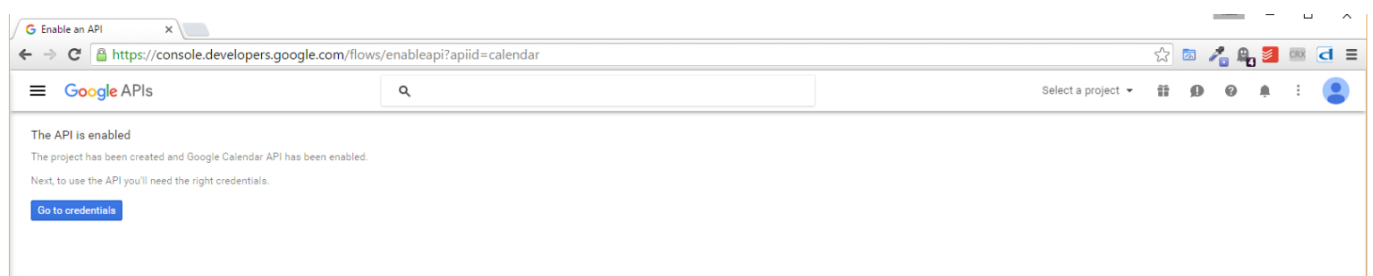 Enable an API
https://console.developers.google.com/flows/enableapi?apiid=calendar
Google APIs
Select a project
The API is enabled
The project has been created and Google Calendar API has been enabled.
Next, to use the API you'll need the right credentials.
Go to credentials